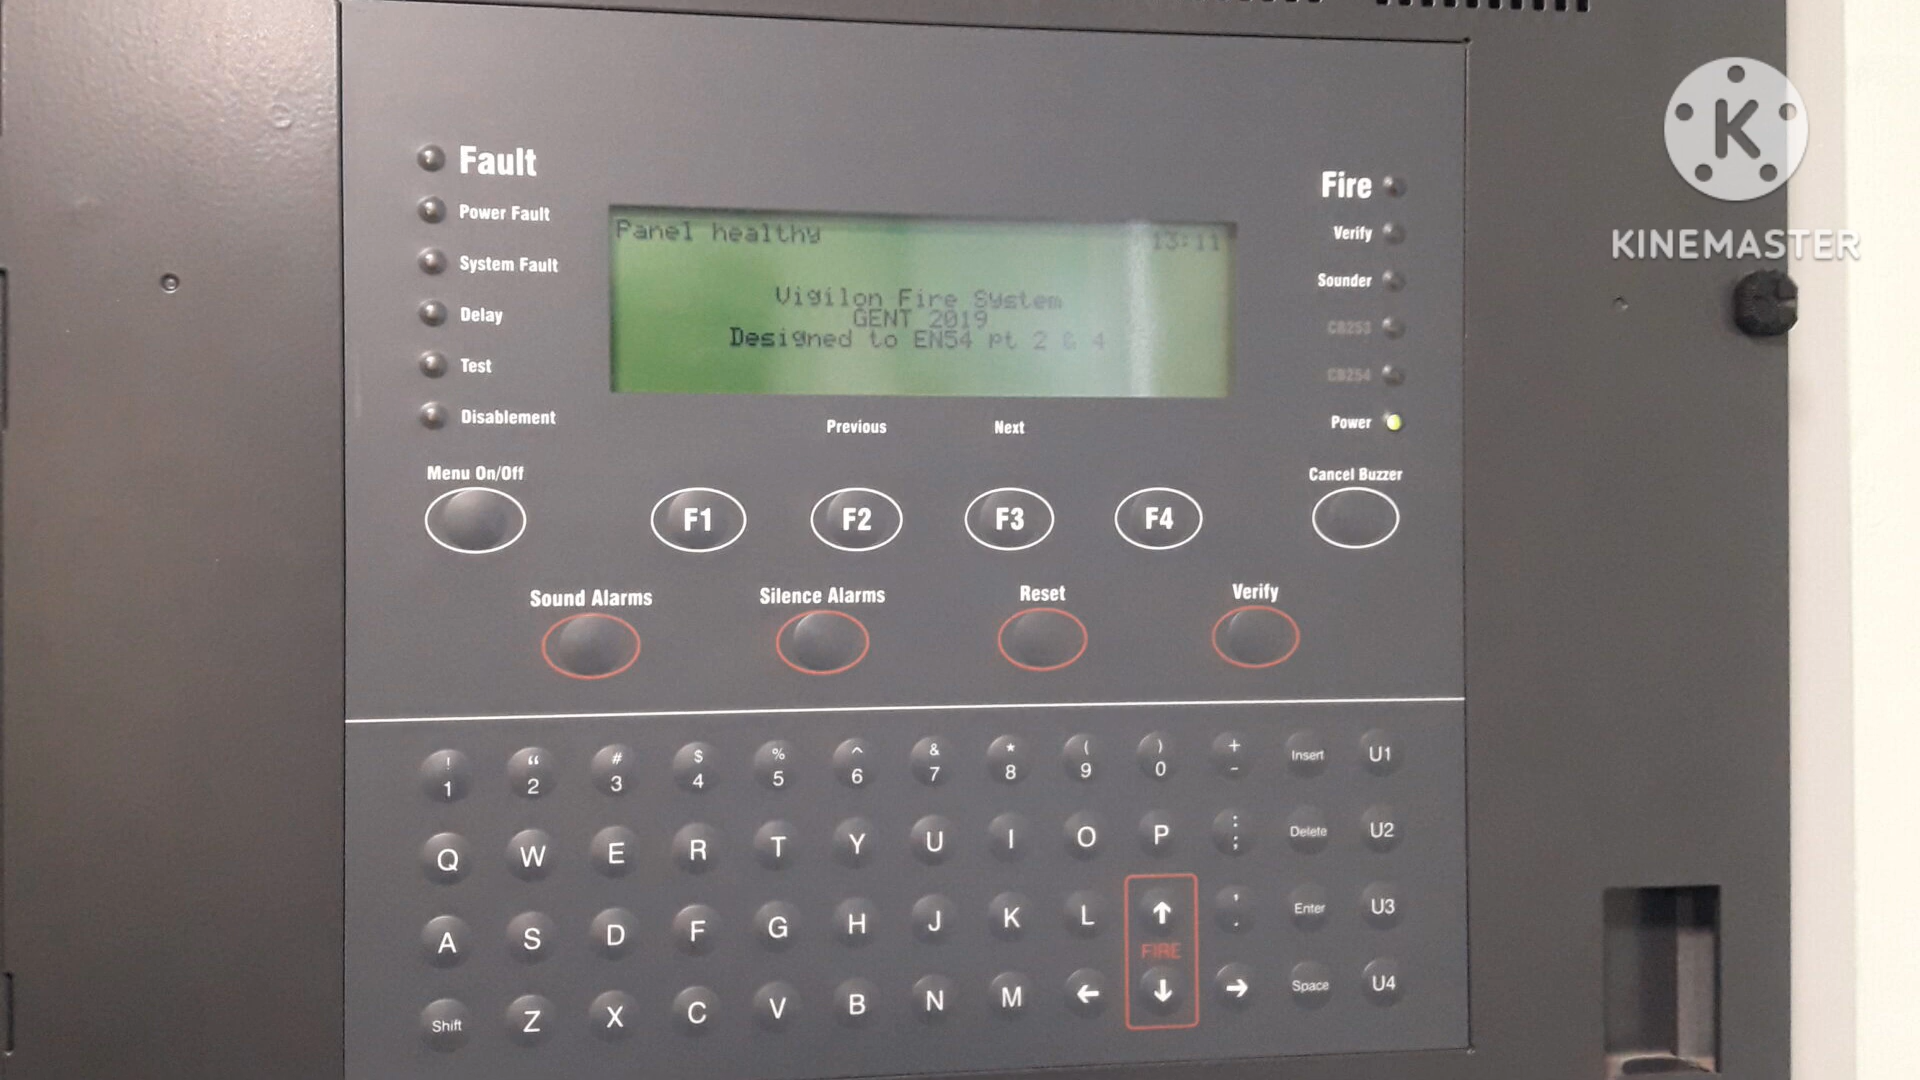 Fault
Power Fault
System Fault
Delay
Test
Disablement
Panel healthy 13:11
Vigilon Fire System
GENT 2019
Designed to EN54 pt 2 & 4
Fire
Verify
Sounder
CB253
CB254
Power
K
KINEMASTER
Previous Next
Menu On/Off
F1 F2 F3 F4
Cancel Buzzer
Sound Alarms Silence Alarms Reset Verify
! “ # $ % ^ & * ( ) +
1 2 3 4 5 6 7 8 9 0 - Insert U1
Q W E R T Y U I O P : ; Delete U2
A S D F G H J K L ↑ ' . Enter U3
FIRE
Shift Z X C V B N M ← ↓ → Space U4